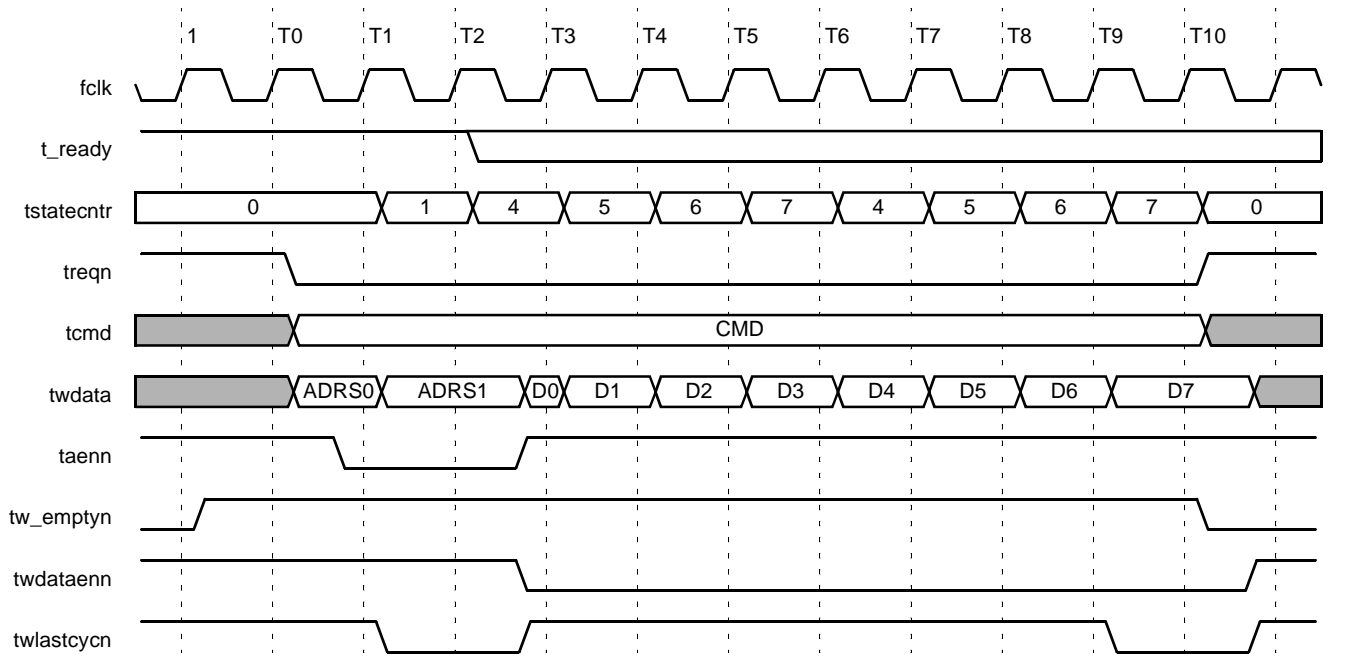 1 T0 T1 T2 T3 T4 T5 T6 T7 T8 T9 T10
fclk
t_ready
tstatecntr 0 1 4 5 6 7 4 5 6 7 0
treqn
tcmd CMD
twdata ADRS0 ADRS1 D0 D1 D2 D3 D4 D5 D6 D7
taenn
tw_emptyn
twdataenn
twlastcycn